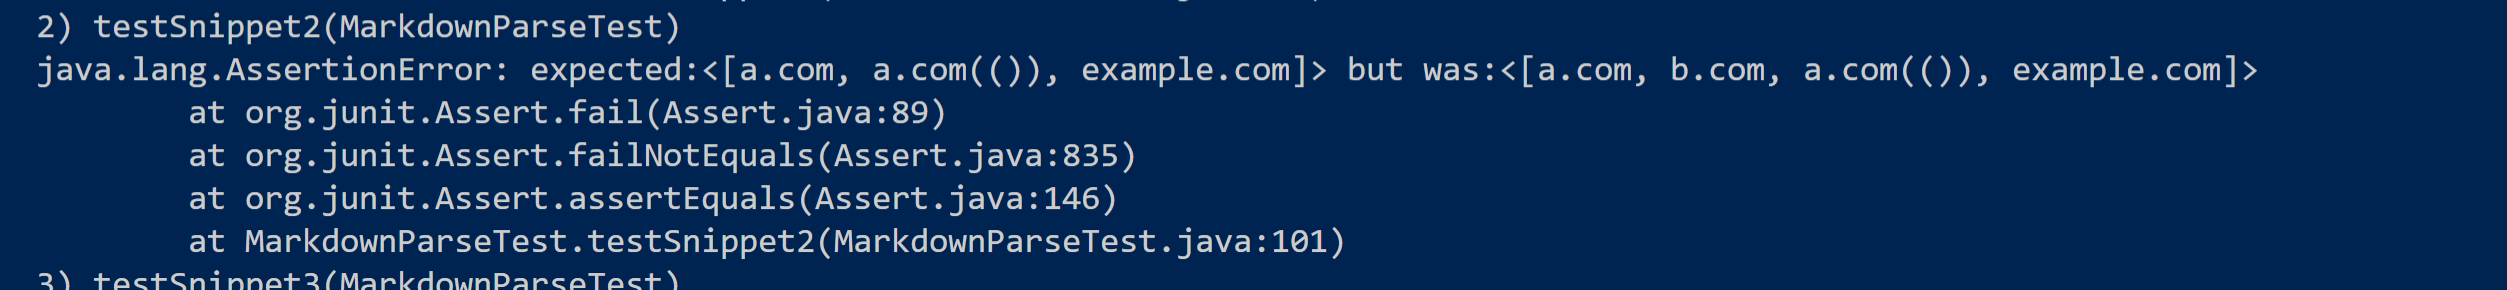 2) testSnippet2(MarkdownParseTest)
java.lang.AssertionError: expected:<[a.com, a.com(()), example.com]> but was:<[a.com, b.com, a.com(()), example.com]>
at org.junit.Assert.fail(Assert.java:89)
at org.junit.Assert.failNotEquals(Assert.java:835)
at org.junit.Assert.assertEquals(Assert.java:146)
at MarkdownParseTest.testSnippet2(MarkdownParseTest.java:101)
3) testSnippet3(MarkdownParseTest)